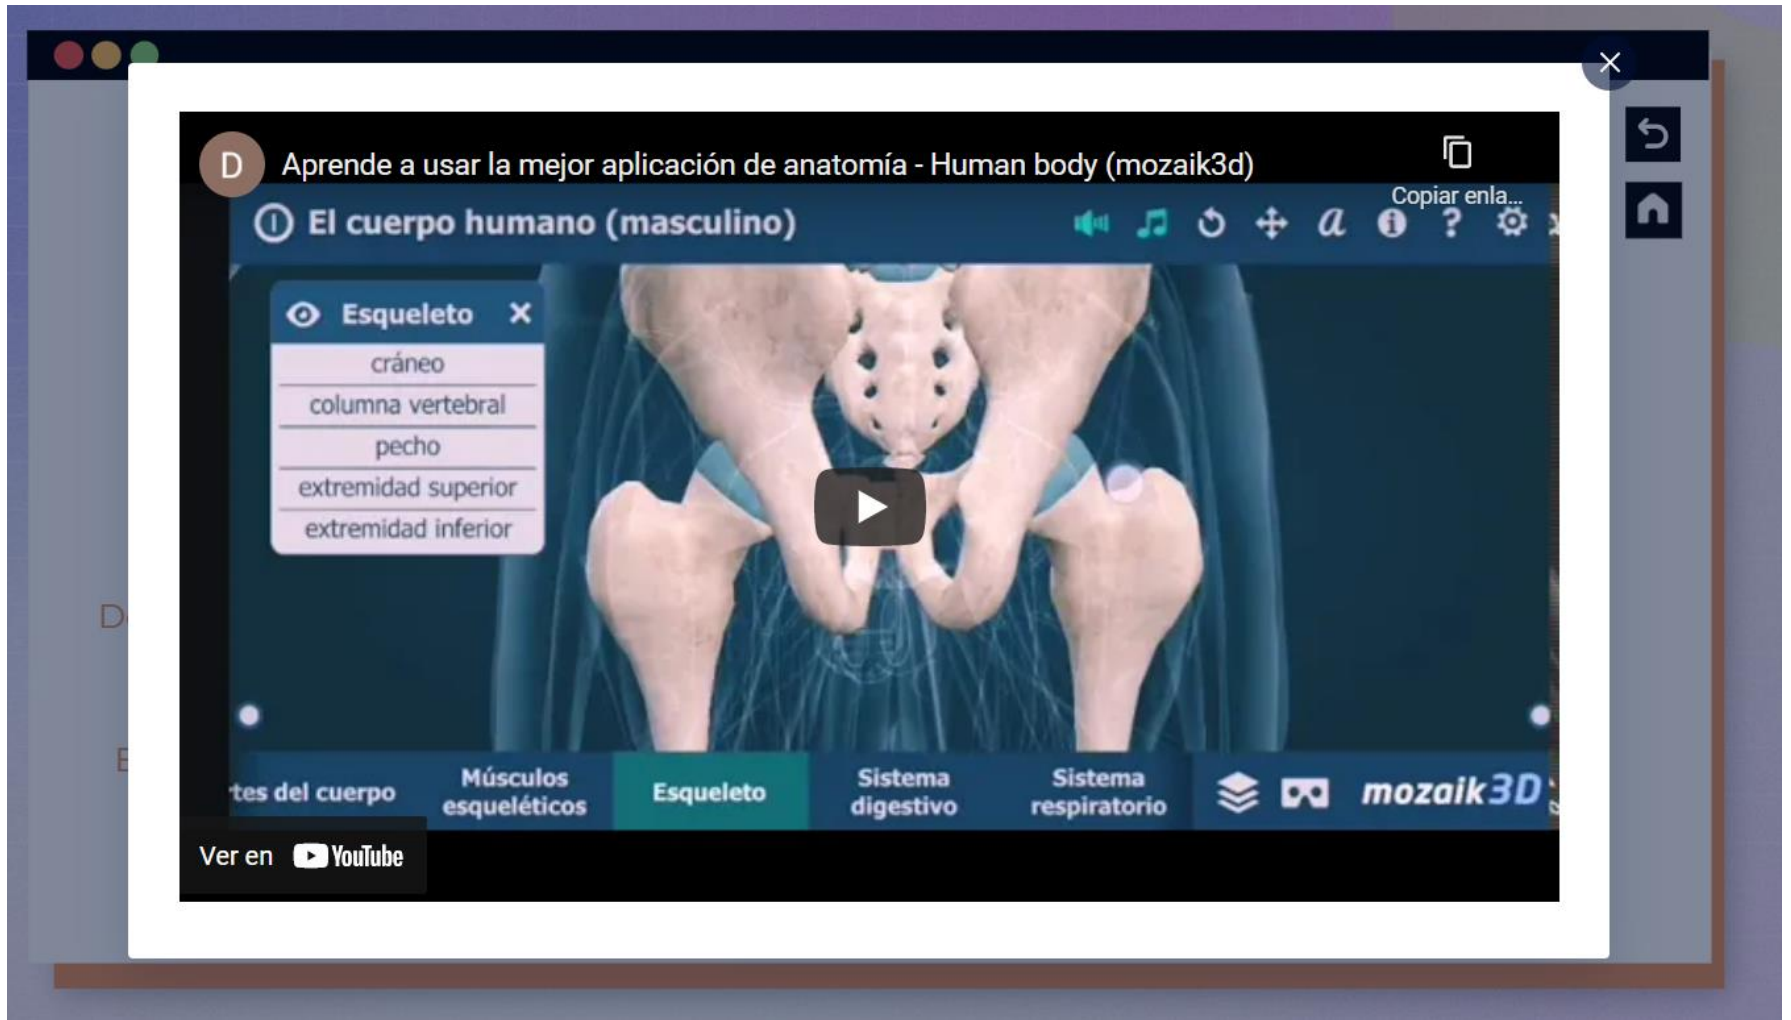 D
Aprende a usar la mejor aplicación de anatomía - Human body (mozaik3d)
Copiar enla...
El cuerpo humano (masculino)
a i ?
Esqueleto
cráneo
columna vertebral
pecho
extremidad superior
extremidad inferior
D
E
tes del cuerpo
Músculos
esqueléticos
Esqueleto
Sistema
digestivo
Sistema
respiratorio
mozaik3D
Ver en YouTube